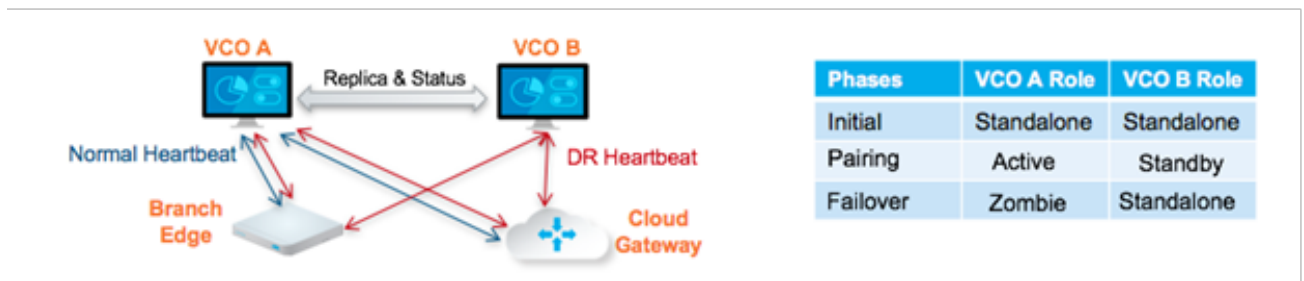 VCO A
VCO B
Replica & Status
Normal Heartbeat
DR Heartbeat
Branch
Edge
Cloud
Gateway
Phases VCO A Role VCO B Role
Initial Standalone Standalone
Pairing Active Standby
Failover Zombie Standalone